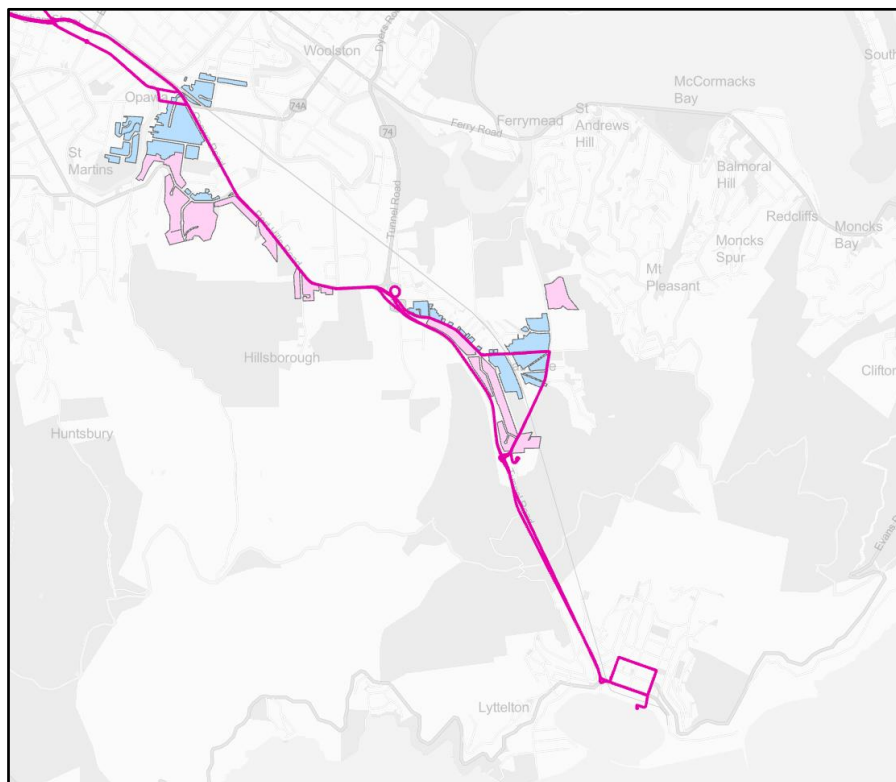 Woolston
Dyers Road
McCormacks
Bay
South
Opawa
74A
St
Andrews
Hill
Ferrymead
Ferry Road
74
St
Martins
Balmoral
Hill
Tunnel Road
Redcliffs
Moncks
Bay
Moncks
Spur
Mt
Pleasant
Hillsborough
Clifton
Huntsbury
Lyttelton